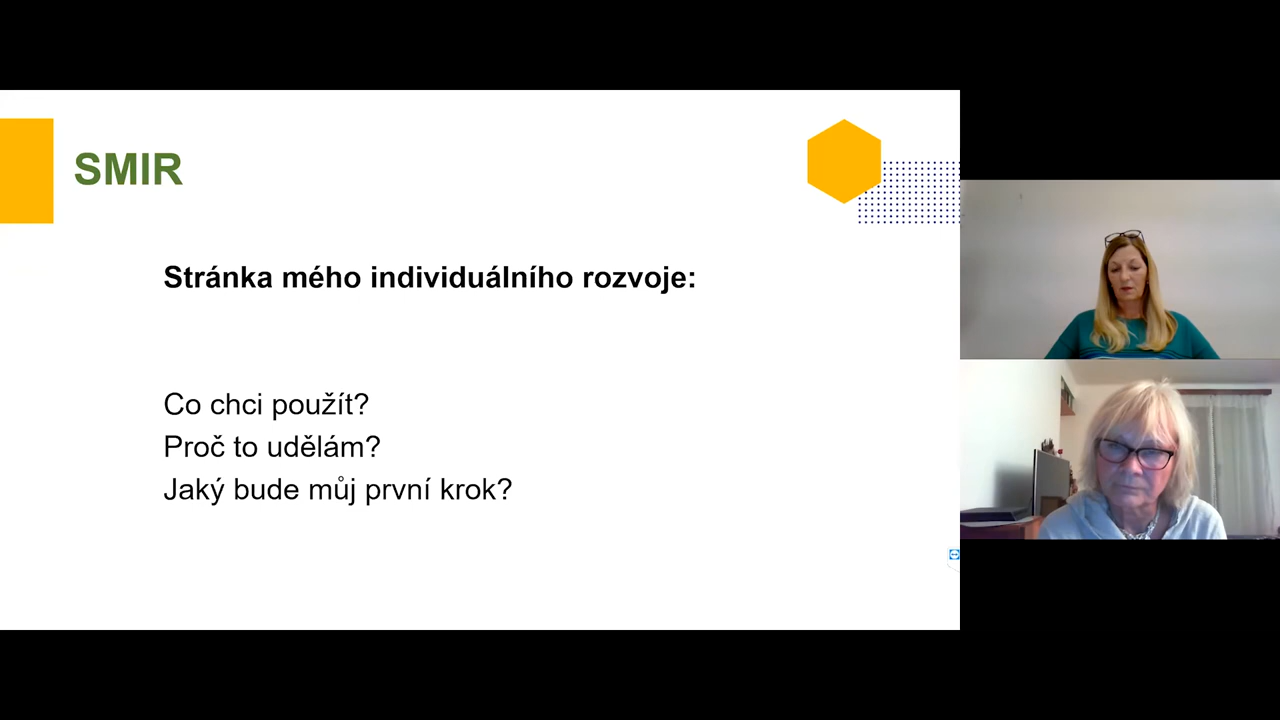 SMIR
Stránka mého individuálního rozvoje:
Co chci použít?
Proč to udělám?
Jaký bude můj první krok?